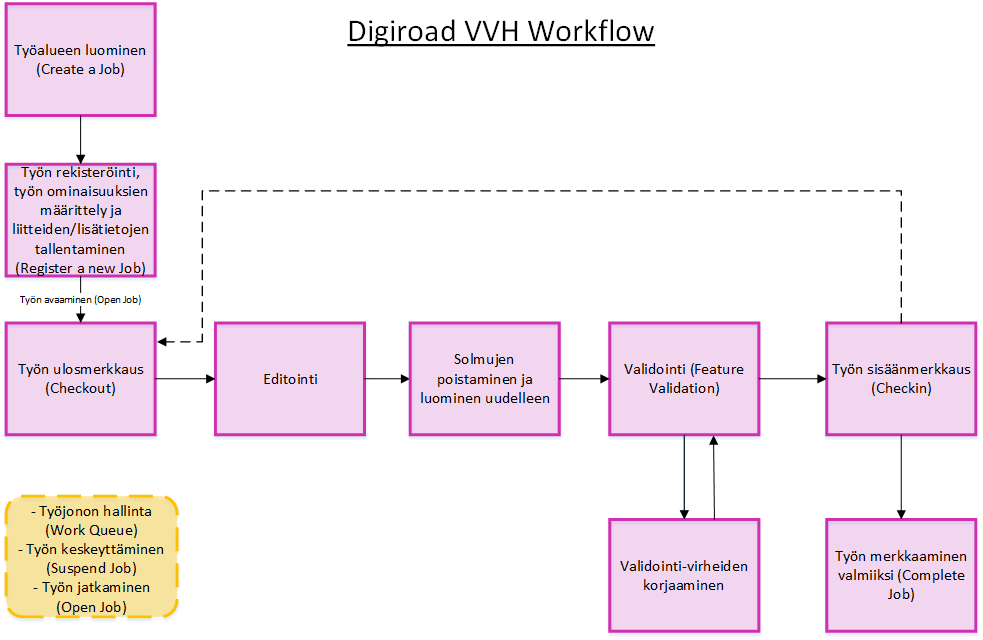 Digiroad VVH Workflow
Työalueen luominen
(Create a Job)
Työn rekisteröinti,
työn ominaisuuksien
määrittely ja
liitteiden/lisätietojen
tallentaminen
(Register a new Job)
Työn avaaminen (Open Job)
Työn ulosmerkkaus
(Checkout)
Editointi
Solmujen
poistaminen ja
luominen uudelleen
Validointi (Feature
Validation)
Työn sisäänmerkkaus
(Checkin)
- Työjonon hallinta
(Work Queue)
- Työn keskeyttäminen
(Suspend Job)
- Työn jatkaminen
(Open Job)
Validointi-virheiden
korjaaminen
Työn merkkaaminen
valmiiksi (Complete
Job)